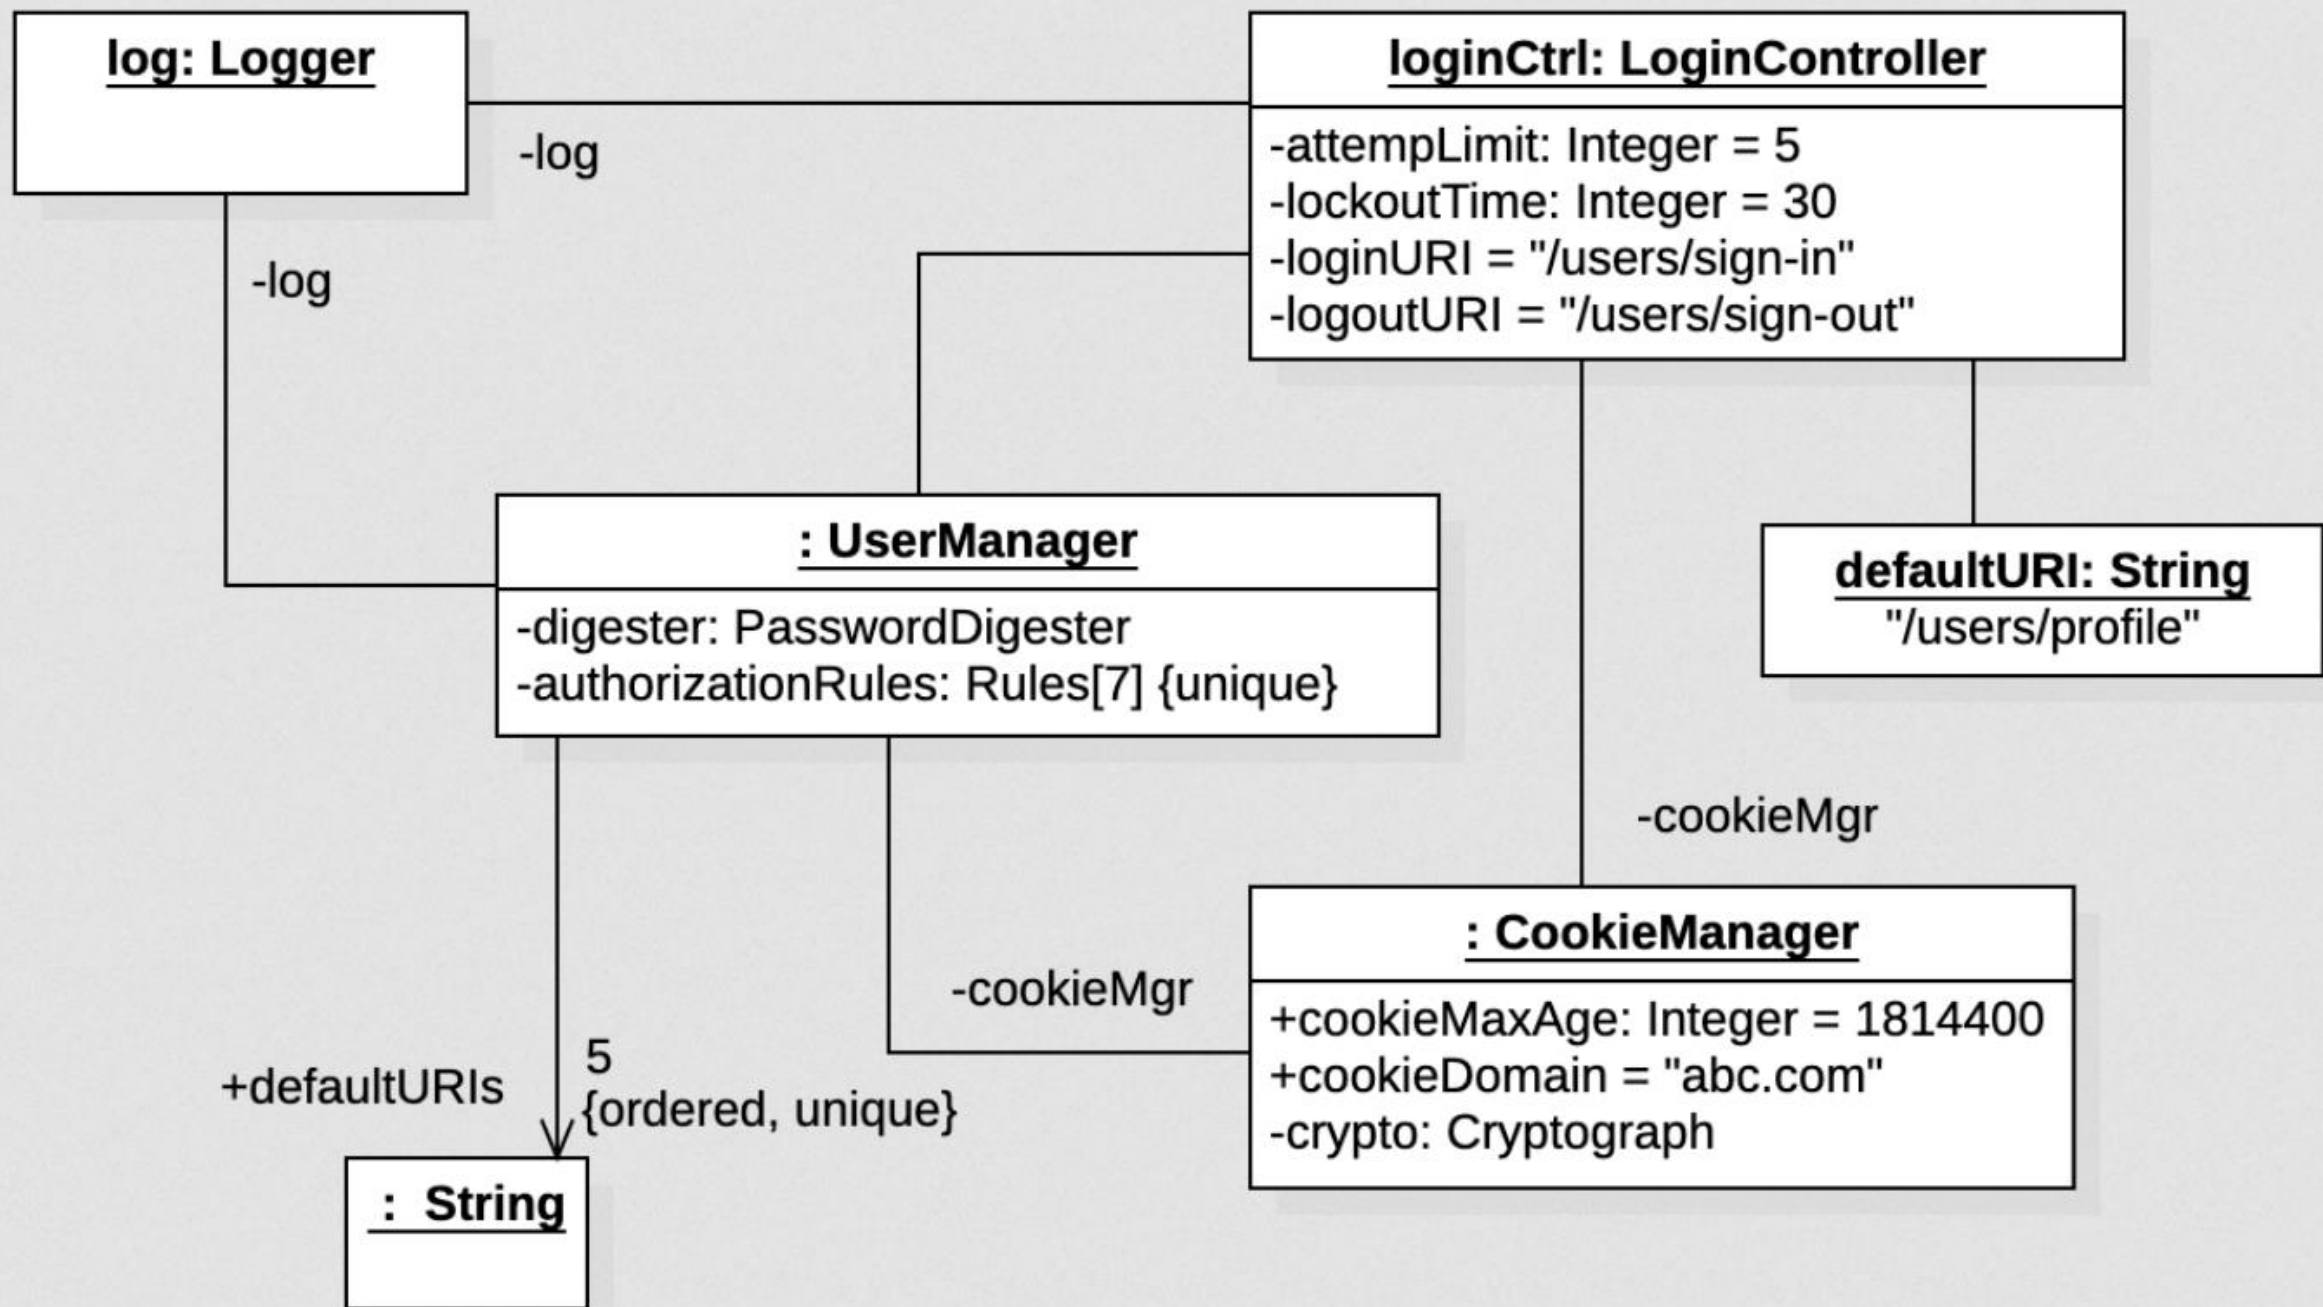 log: Logger
-log
-log
loginCtrl: LoginController
-attempLimit: Integer = 5
-lockoutTime: Integer = 30
-loginURI = "/users/sign-in"
-logoutURI = "/users/sign-out"
: UserManager
-digester: PasswordDigester
-authorizationRules: Rules[7] {unique}
defaultURI: String
"/users/profile"
-cookieMgr
-cookieMgr
: CookieManager
+cookieMaxAge: Integer = 1814400
+cookieDomain = "abc.com"
-crypto: Cryptograph
+defaultURIs
5
{ordered, unique}
: String